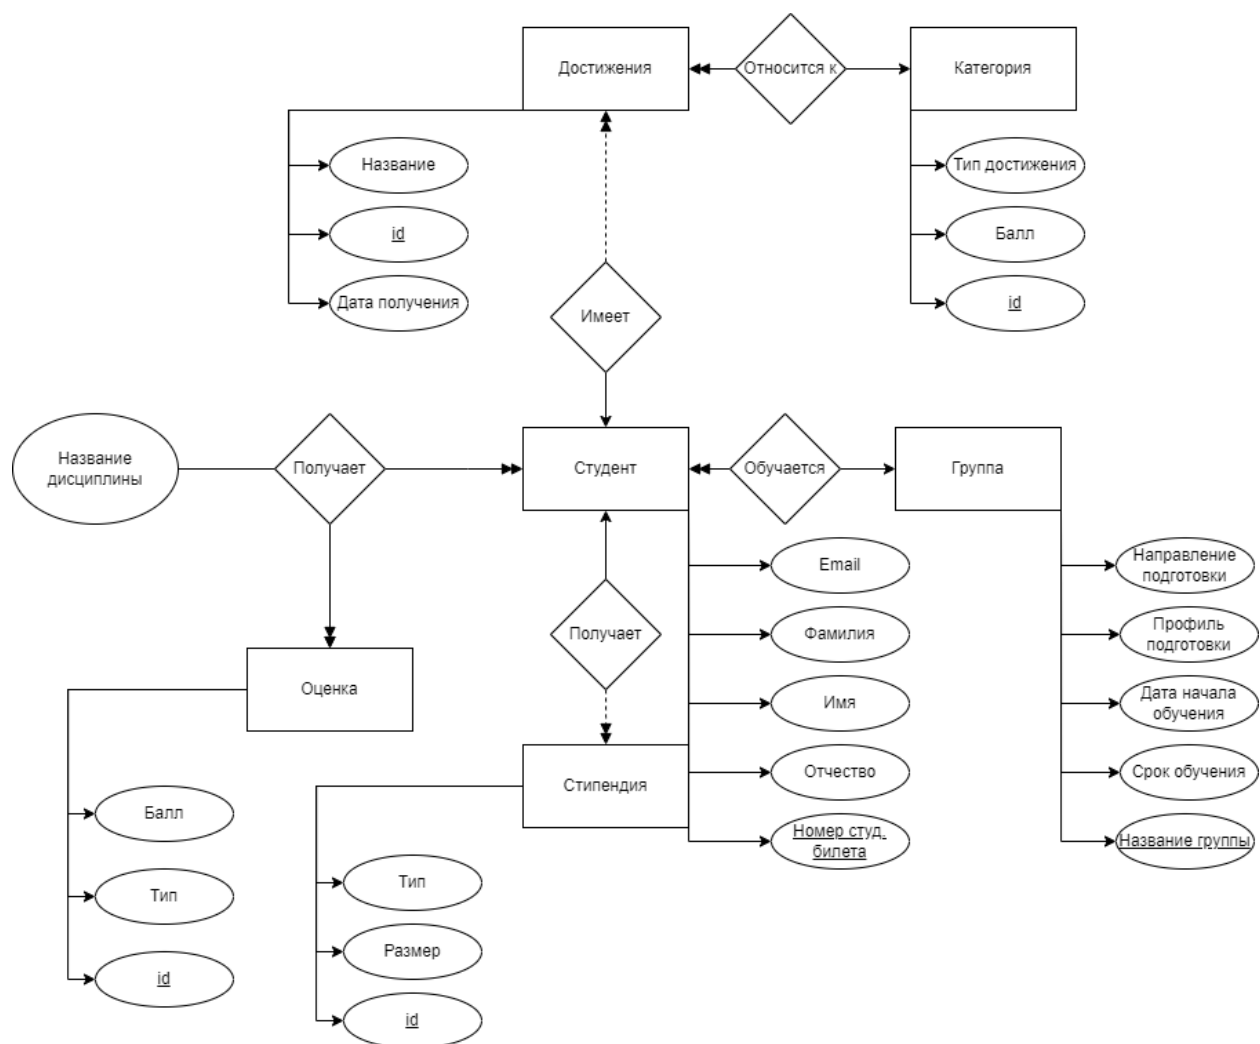 Достижения
Относится к
Категория
Название
id
Дата получения
Тип достижения
Балл
id
Имеет
Название
дисциплины
Получает
Студент
Обучается
Группа
Email
Фамилия
Имя
Отчество
Номер студ.
билета
Направление
подготовки
Профиль
подготовки
Дата начала
обучения
Срок обучения
Название группы
Получает
Оценка
Стипендия
Балл
Тип
id
Тип
Размер
id